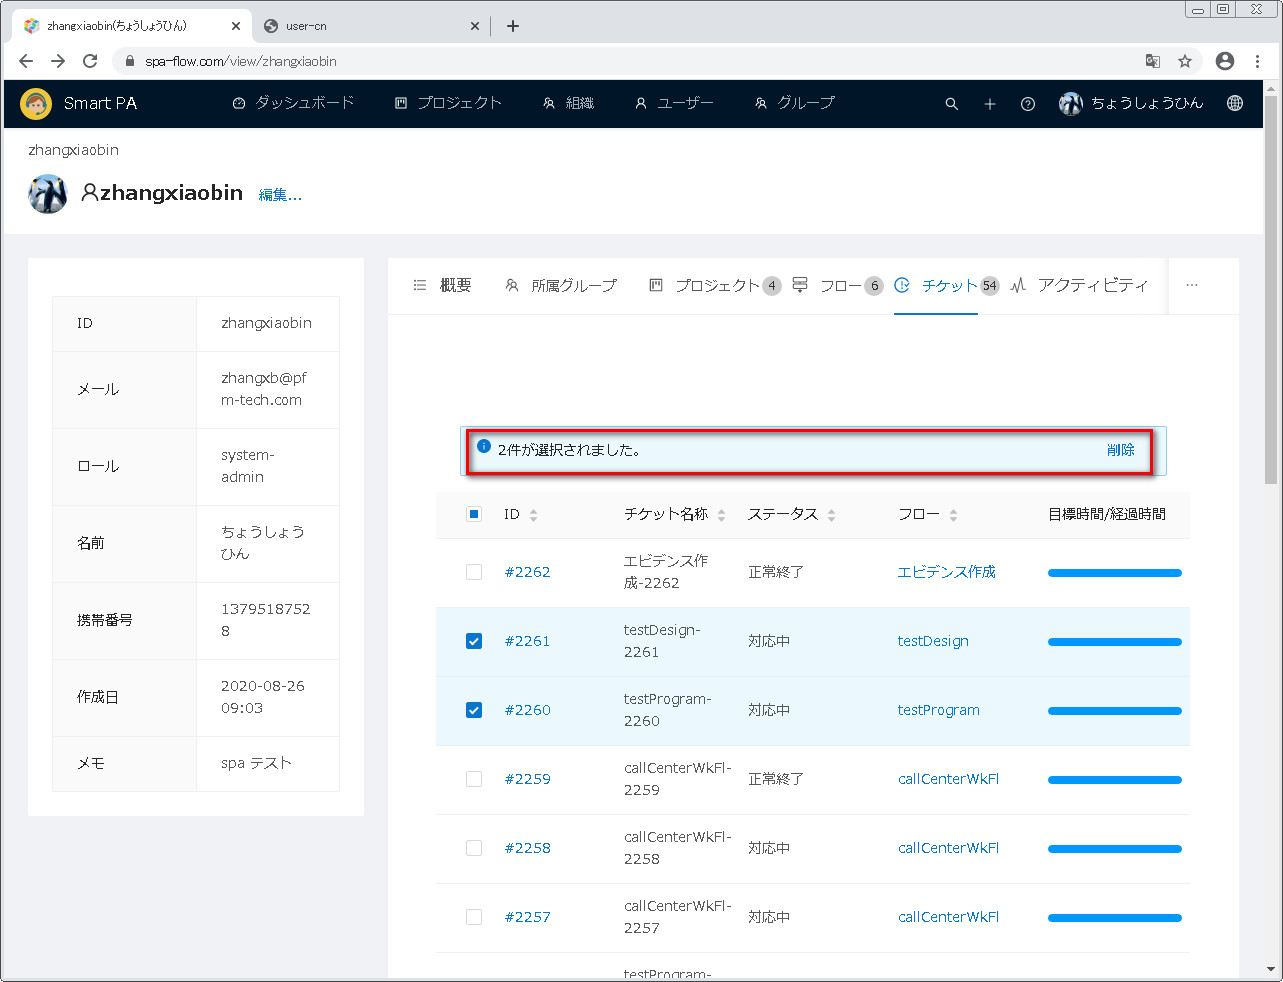 zhangxiaobin(ちょうしょうひん)
user-cn
spa-flow.com/view/zhangxiaobin
Smart PA ダッシュボード プロジェクト 組織 ユーザー グループ ちょうしょうひん
zhangxiaobin
zhangxiaobin 編集...
ID zhangxiaobin
メール zhangxb@pf
m-tech.com
ロール system-
admin
名前 ちょうしょう
ひん
携帯番号 1379518752
8
作成日 2020-08-26
09:03
メモ spa テスト
概要 所属グループ プロジェクト 4 フロー 6 チケット 54 アクティビティ ...
2件が選択されました。 削除
ID チケット名称 ステータス フロー 目標時間/経過時間
#2262 エビデンス作
成-2262 正常終了 エビデンス作成
#2261 testDesign-
2261 対応中 testDesign
#2260 testProgram-
2260 対応中 testProgram
#2259 callCenterWkFl-
2259 正常終了 callCenterWkFl
#2258 callCenterWkFl-
2258 対応中 callCenterWkFl
#2257 callCenterWkFl-
2257 対応中 callCenterWkFl
testProgram-